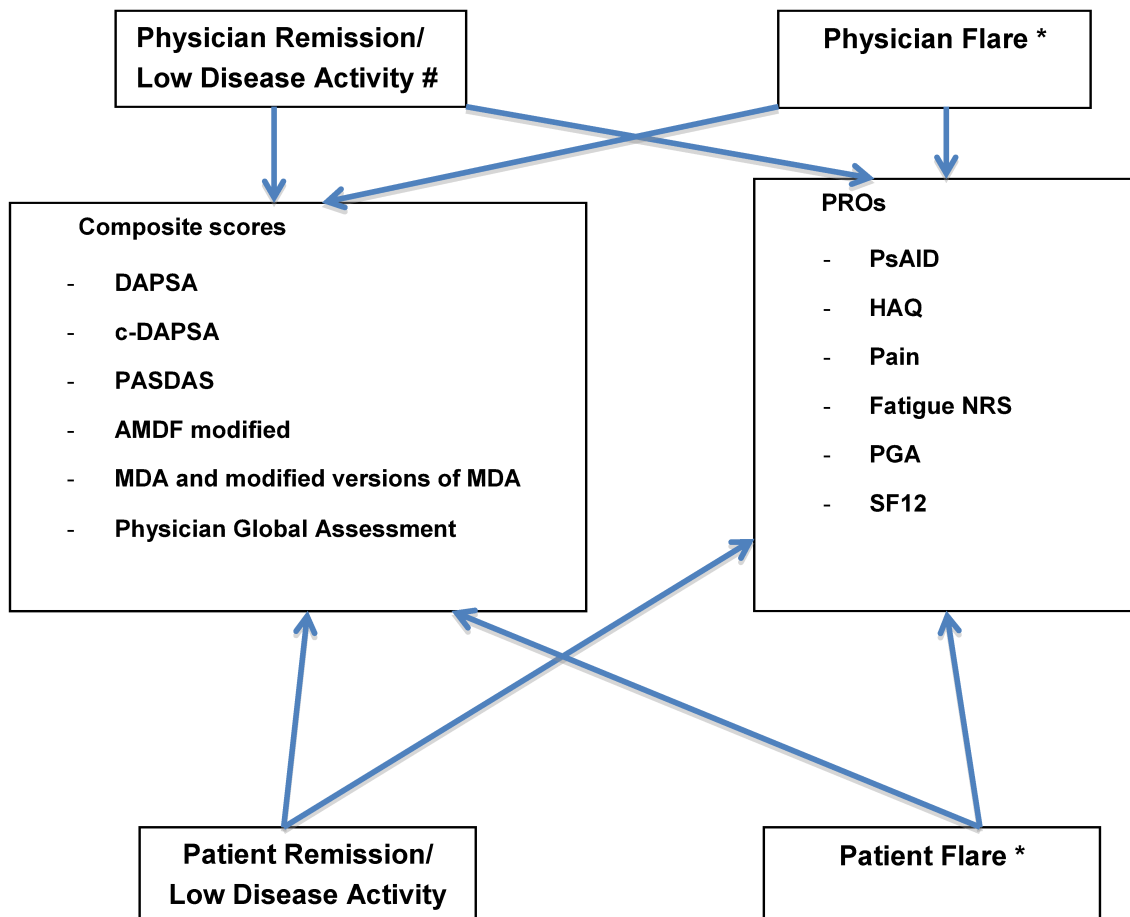 Physician Remission/
Low Disease Activity #
Physician Flare *
Composite scores
- DAPSA
- c-DAPSA
- PASDAS
- AMDF modified
- MDA and modified versions of MDA
- Physician Global Assessment
PROs
- PsAID
- HAQ
- Pain
- Fatigue NRS
- PGA
- SF12
Patient Remission/
Low Disease Activity
Patient Flare *